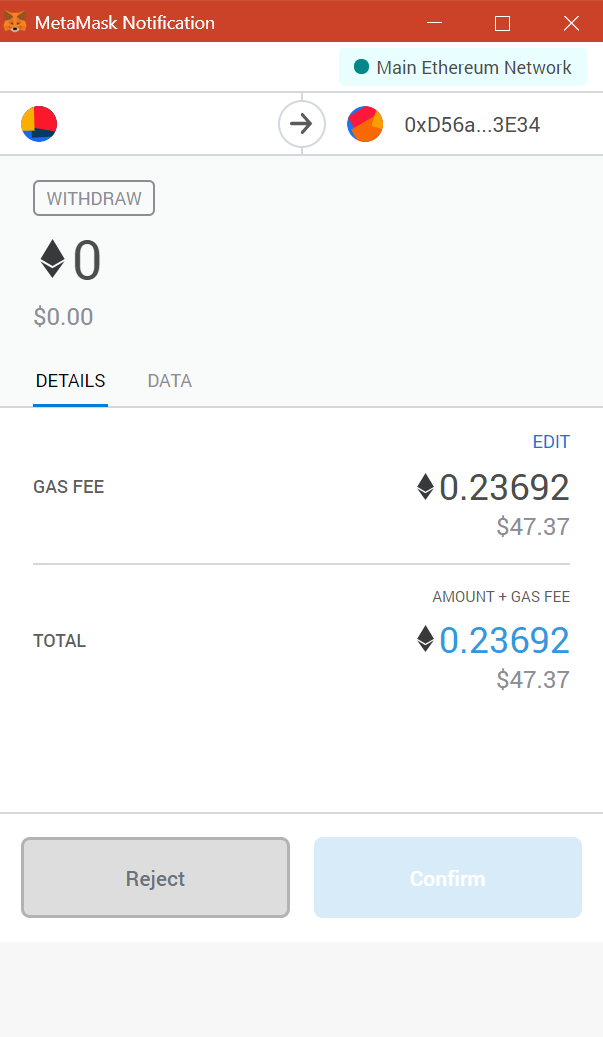 MetaMask Notification
Main Ethereum Network
0xD56a...3E34
WITHDRAW
0
$0.00
DETAILS DATA
EDIT
GAS FEE 0.23692
$47.37
AMOUNT + GAS FEE
TOTAL 0.23692
$47.37
Reject Confirm